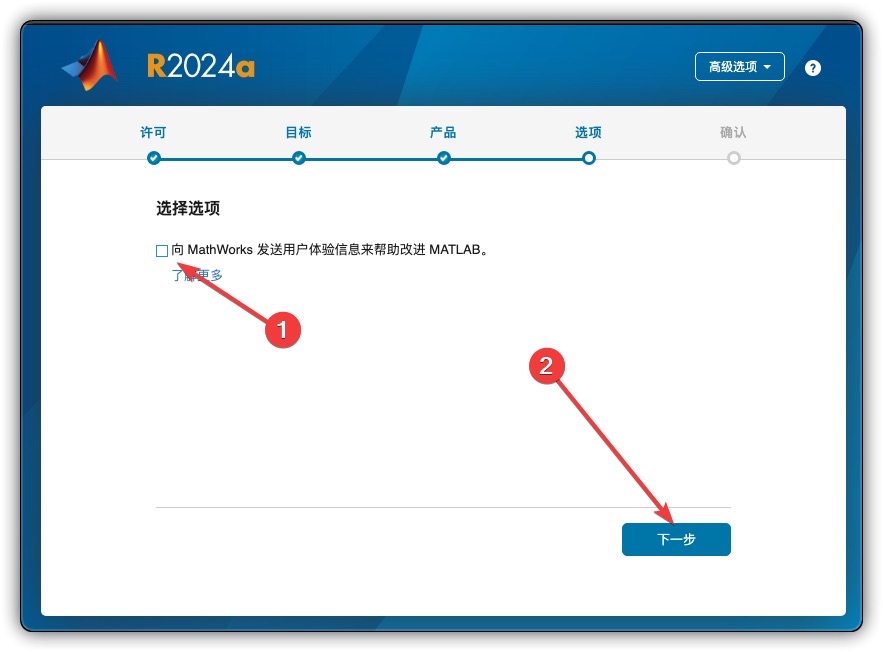 R2024a
高级选项
?
许可 目标 产品 选项 确认
选择选项
向 MathWorks 发送用户体验信息来帮助改进 MATLAB。
了解更多
1
2
下一步